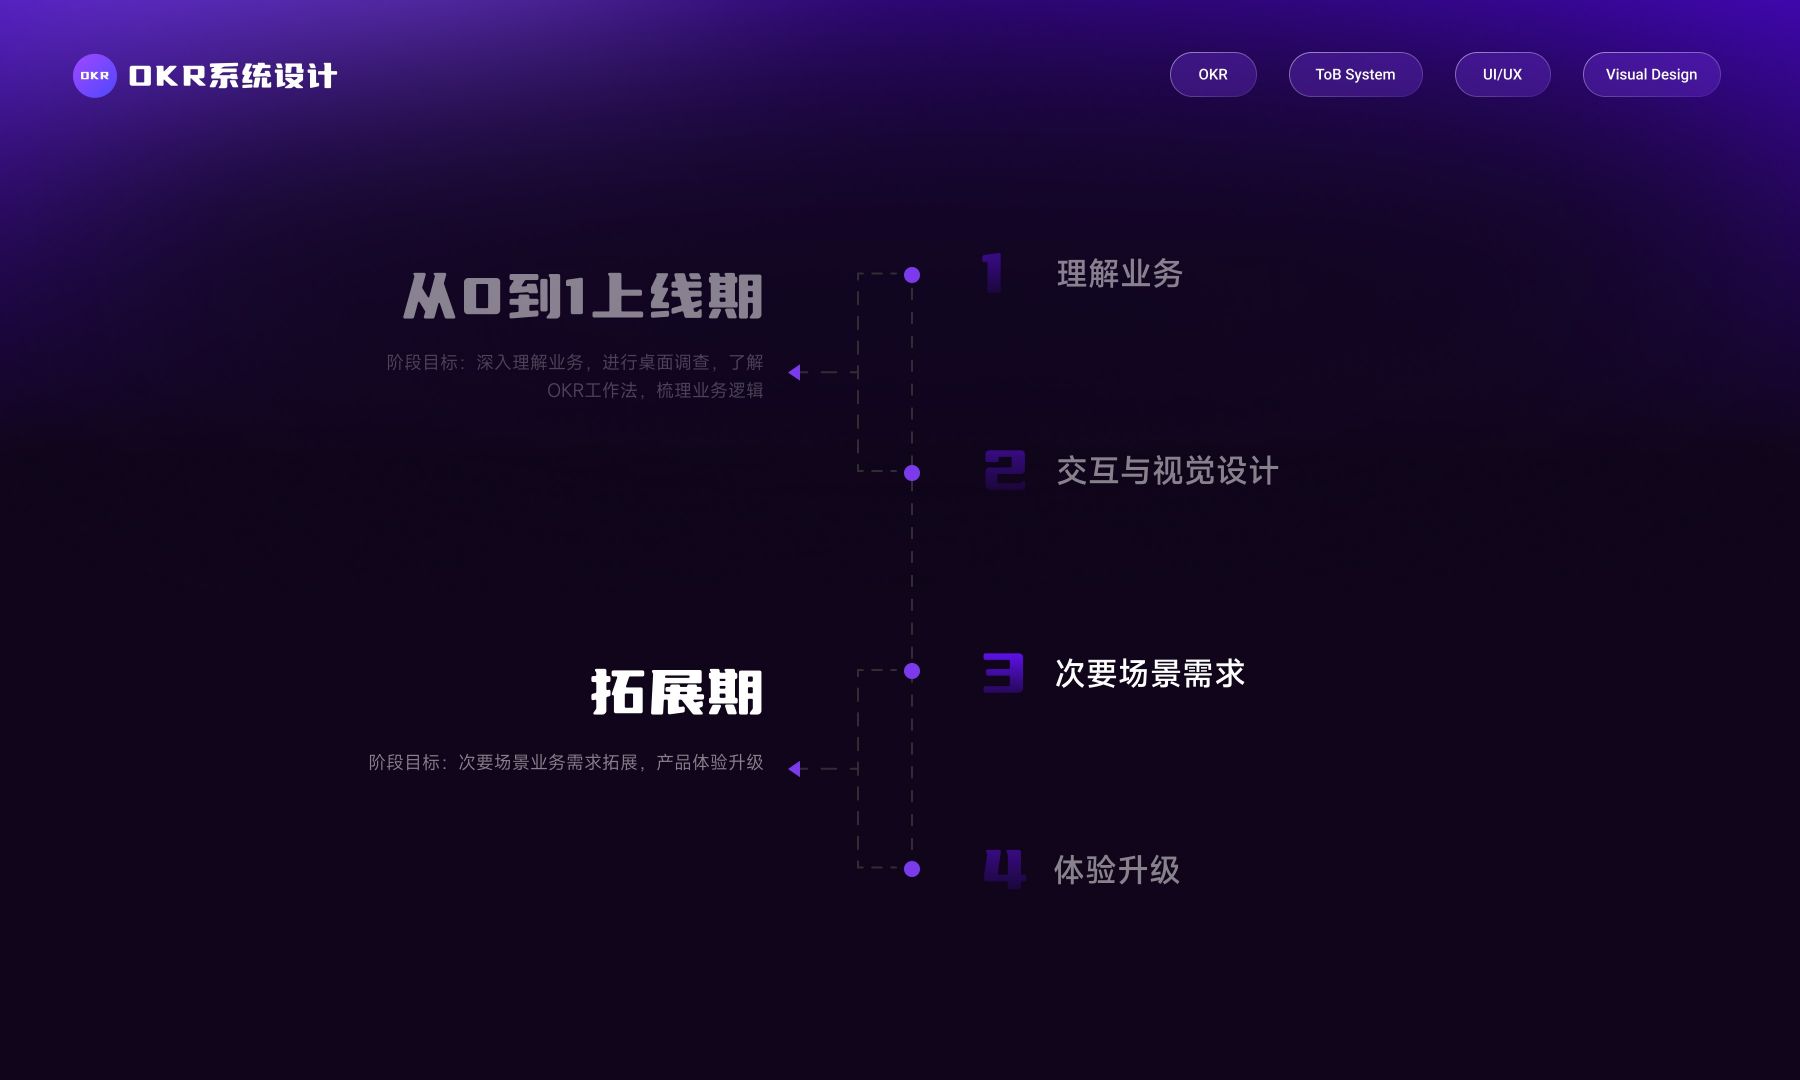 OKR
OKR系统设计
OKR
ToB System
UI/UX
Visual Design
从0到1上线期
阶段目标：深入理解业务，进行桌面调查，了解
OKR工作法，梳理业务逻辑
1
理解业务
2
交互与视觉设计
拓展期
阶段目标：次要场景业务需求拓展，产品体验升级
3
次要场景需求
4
体验升级